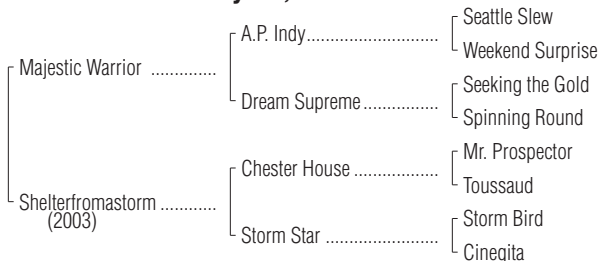 Seattle Slew
A.P. Indy..........................
Weekend Surprise
Majestic Warrior .............
Seeking the Gold
Dream Supreme...............
Spinning Round
Mr. Prospector
Chester House .................
Toussaud
Shelterfromastorm ...........
(2003)
Storm Bird
Storm Star ......................
Cinegita